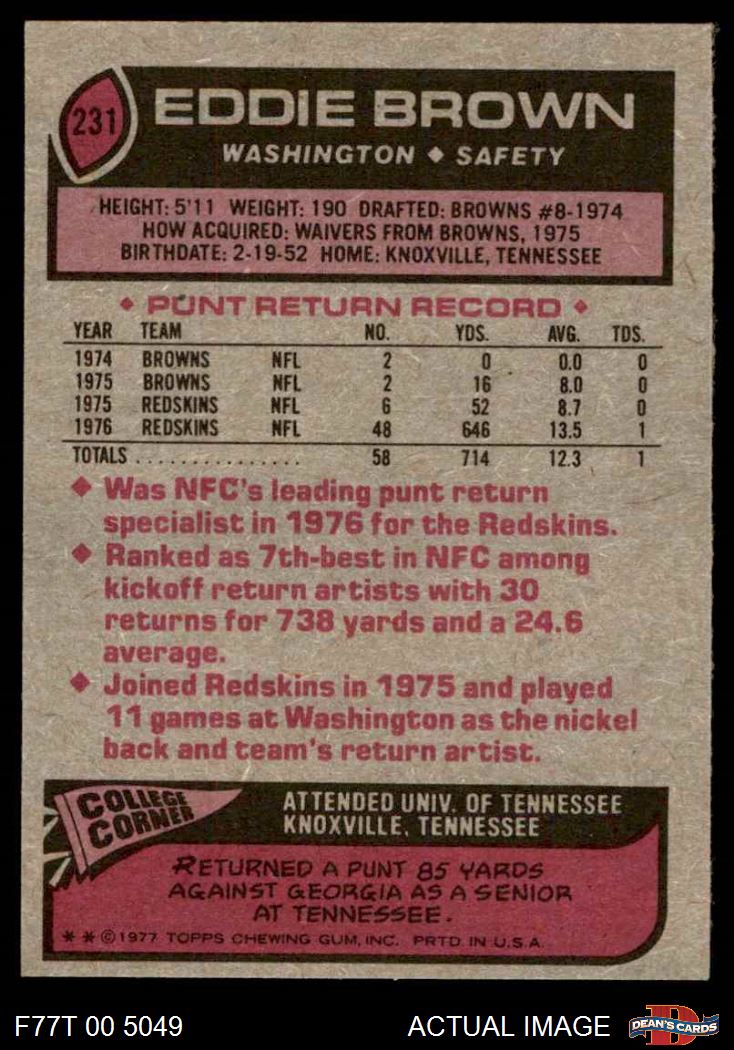 231
EDDIE BROWN
WASHINGTON ◆ SAFETY
HEIGHT: 5'11 WEIGHT: 190 DRAFTED: BROWNS #8-1974
HOW ACQUIRED: WAIVERS FROM BROWNS, 1975
BIRTHDATE: 2-19-52 HOME: KNOXVILLE, TENNESSEE
◆ PUNT RETURN RECORD ◆
YEAR TEAM NO. YDS. AVG. TDS.
1974 BROWNS NFL 2 0 0.0 0
1975 BROWNS NFL 2 16 8.0 0
1975 REDSKINS NFL 6 52 8.7 0
1976 REDSKINS NFL 48 646 13.5 1
TOTALS ............... 58 714 12.3 1
◆ Was NFC's leading punt return
specialist in 1976 for the Redskins.
◆ Ranked as 7th-best in NFC among
kickoff return artists with 30
returns for 738 yards and a 24.6
average.
◆ Joined Redskins in 1975 and played
11 games at Washington as the nickel
back and team's return artist.
COLLEGE
CORNER
ATTENDED UNIV. OF TENNESSEE
KNOXVILLE, TENNESSEE
RETURNED A PUNT 85 YARDS
AGAINST GEORGIA AS A SENIOR
AT TENNESSEE.
✻ ✻ © 1977 TOPPS CHEWING GUM, INC. PRTD IN U.S.A.
F77T 00 5049
ACTUAL IMAGE
D
DEAN'S CARDS